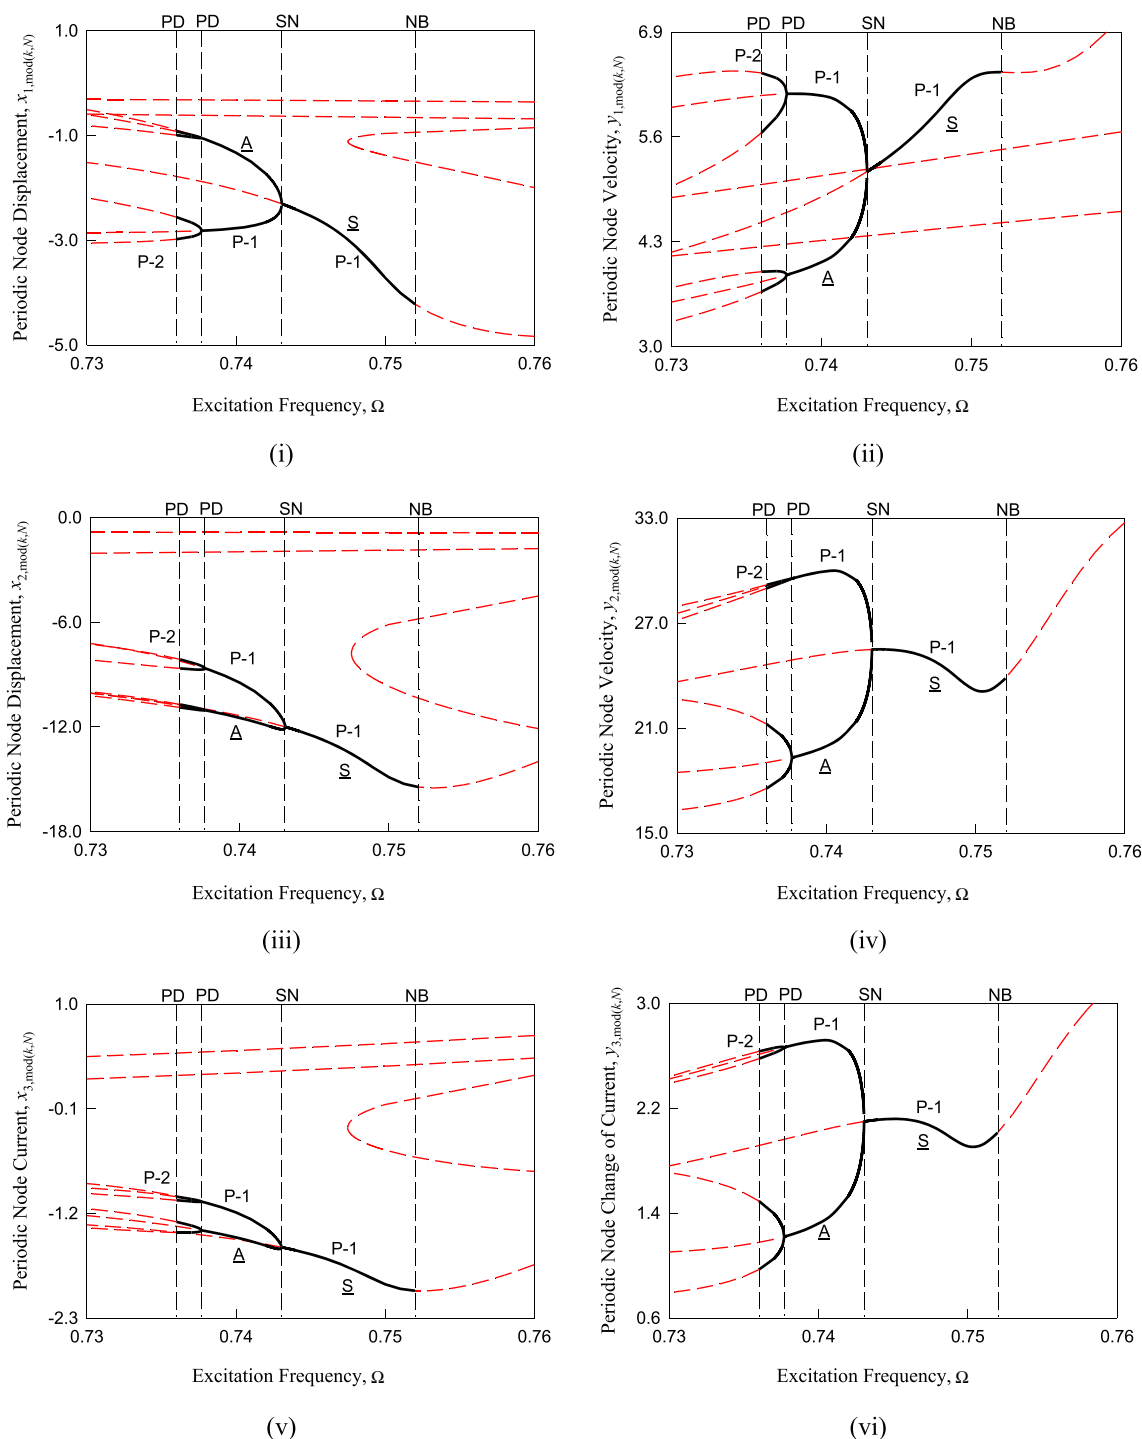 PD PD SN NB
1.0
-1.0
-3.0
-5.0
Periodic Node Displacement, x1,mod(k,N)
A
S
P-1
P-1
P-2
0.73 0.74 0.75 0.76
Excitation Frequency, Ω
(i)
PD PD SN NB
6.9
5.6
4.3
3.0
Periodic Node Velocity, y1,mod(k,N)
P-2
P-1
P-1
S
A
0.73 0.74 0.75 0.76
Excitation Frequency, Ω
(ii)
PD PD SN NB
0.0
-6.0
-12.0
-18.0
Periodic Node Displacement, x2,mod(k,N)
P-2
P-1
P-1
A
S
0.73 0.74 0.75 0.76
Excitation Frequency, Ω
(iii)
PD PD SN NB
33.0
27.0
21.0
15.0
Periodic Node Velocity, y2,mod(k,N)
P-1
P-2
P-1
S
A
0.73 0.74 0.75 0.76
Excitation Frequency, Ω
(iv)
PD PD SN NB
1.0
-0.1
-1.2
-2.3
Periodic Node Current, x3,mod(k,N)
P-2
P-1
P-1
A
S
0.73 0.74 0.75 0.76
Excitation Frequency, Ω
(v)
PD PD SN NB
3.0
2.2
1.4
0.6
Periodic Node Change of Current, y3,mod(k,N)
P-1
P-2
P-1
S
A
0.73 0.74 0.75 0.76
Excitation Frequency, Ω
(vi)